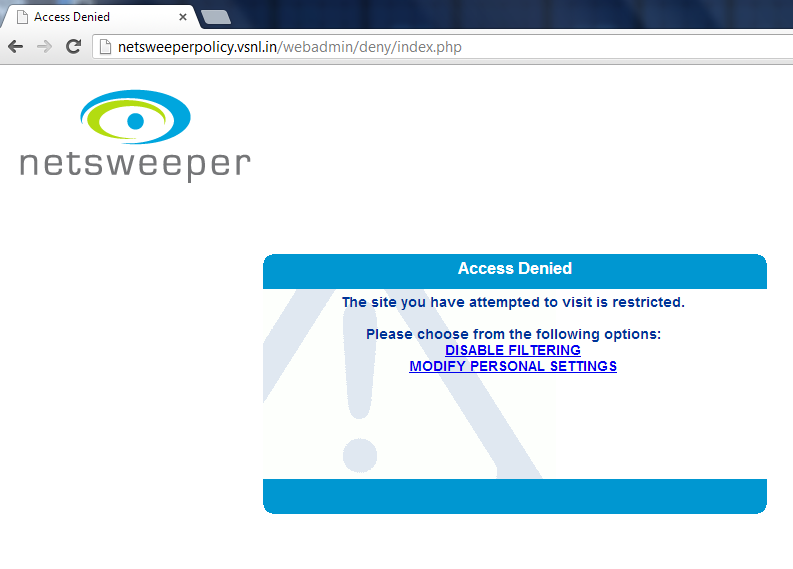 Access Denied
netsweeperpolicy.vsnl.in/webadmin/deny/index.php
netsweeper
Access Denied
The site you have attempted to visit is restricted.
Please choose from the following options:
DISABLE FILTERING
MODIFY PERSONAL SETTINGS